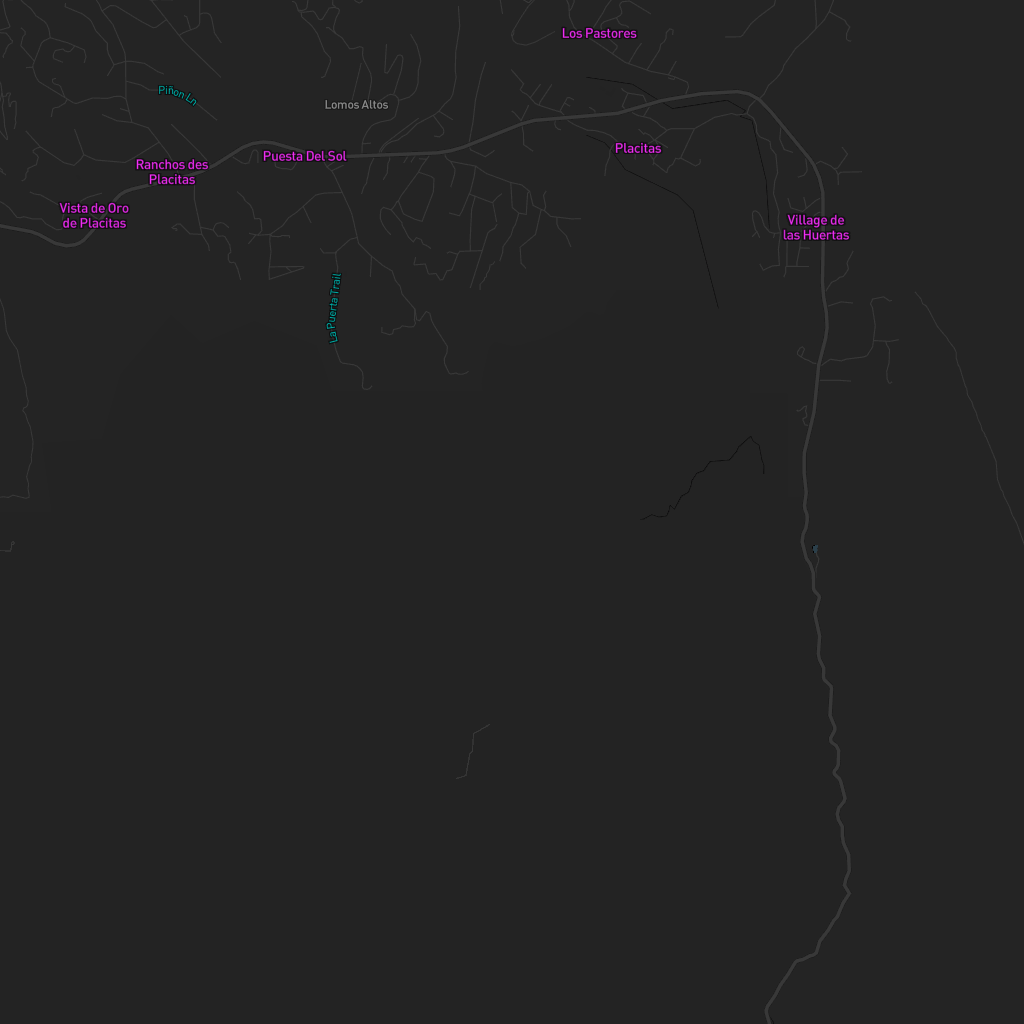 Los Pastores
Piñon Ln
Lomos Altos
Placitas
Puesta Del Sol
Ranchos des
Placitas
Vista de Oro
de Placitas
Village de
las Huertas
La Puerta Trail